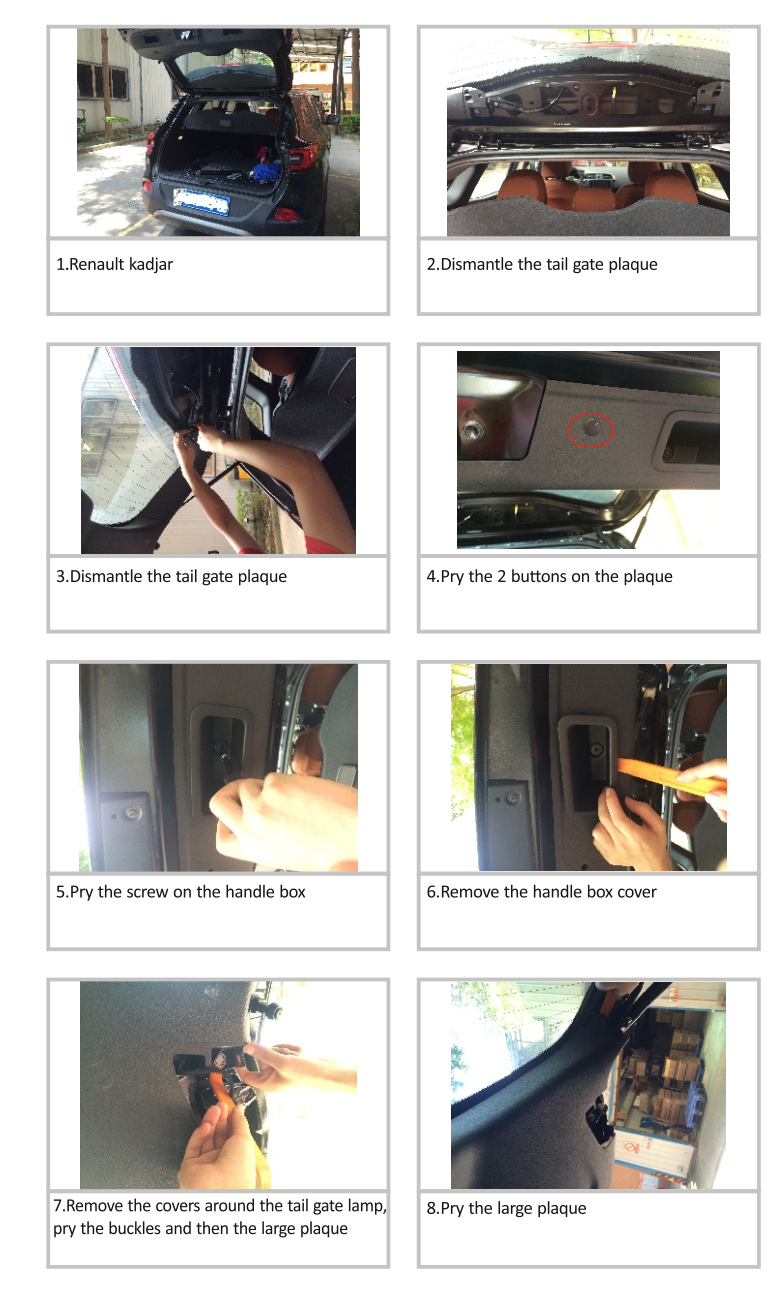 1.Renault kadjar
2.Dismantle the tail gate plaque
3.Dismantle the tail gate plaque
4.Pry the 2 buttons on the plaque
5.Pry the screw on the handle box
6.Remove the handle box cover
7.Remove the covers around the tail gate lamp,
pry the buckles and then the large plaque
8.Pry the large plaque